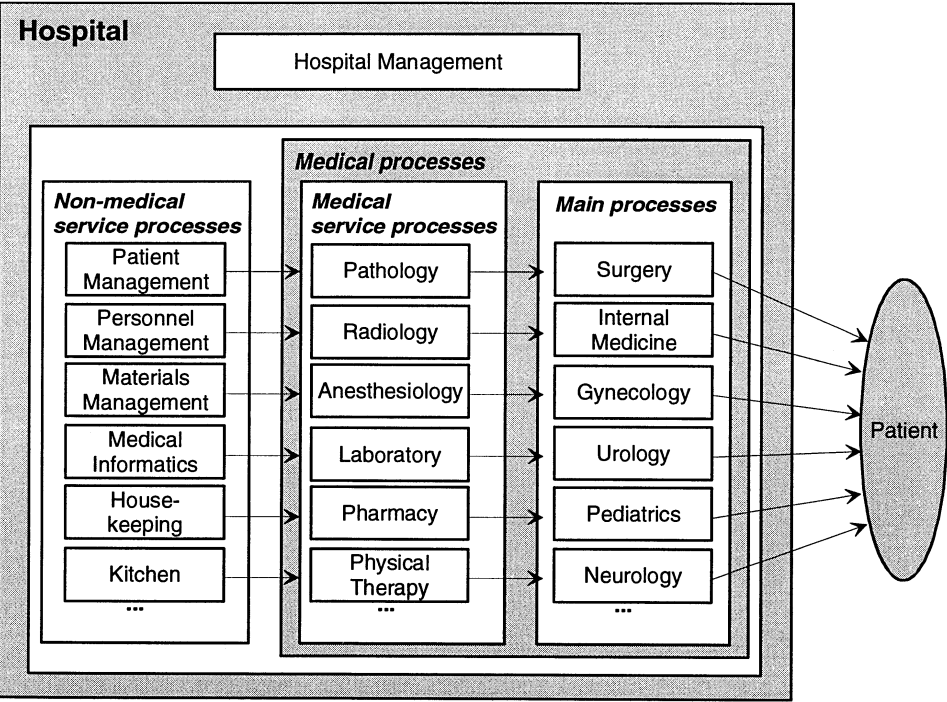 Hospital
Hospital Management
Medical processes
Non-medical
service processes
Patient
Management
Personnel
Management
Materials
Management
Medical
Informatics
House-
keeping
Kitchen
...
Medical
service processes
Pathology
Radiology
Anesthesiology
Laboratory
Pharmacy
Physical
Therapy
...
Main processes
Surgery
Internal
Medicine
Gynecology
Urology
Pediatrics
Neurology
...
Patient